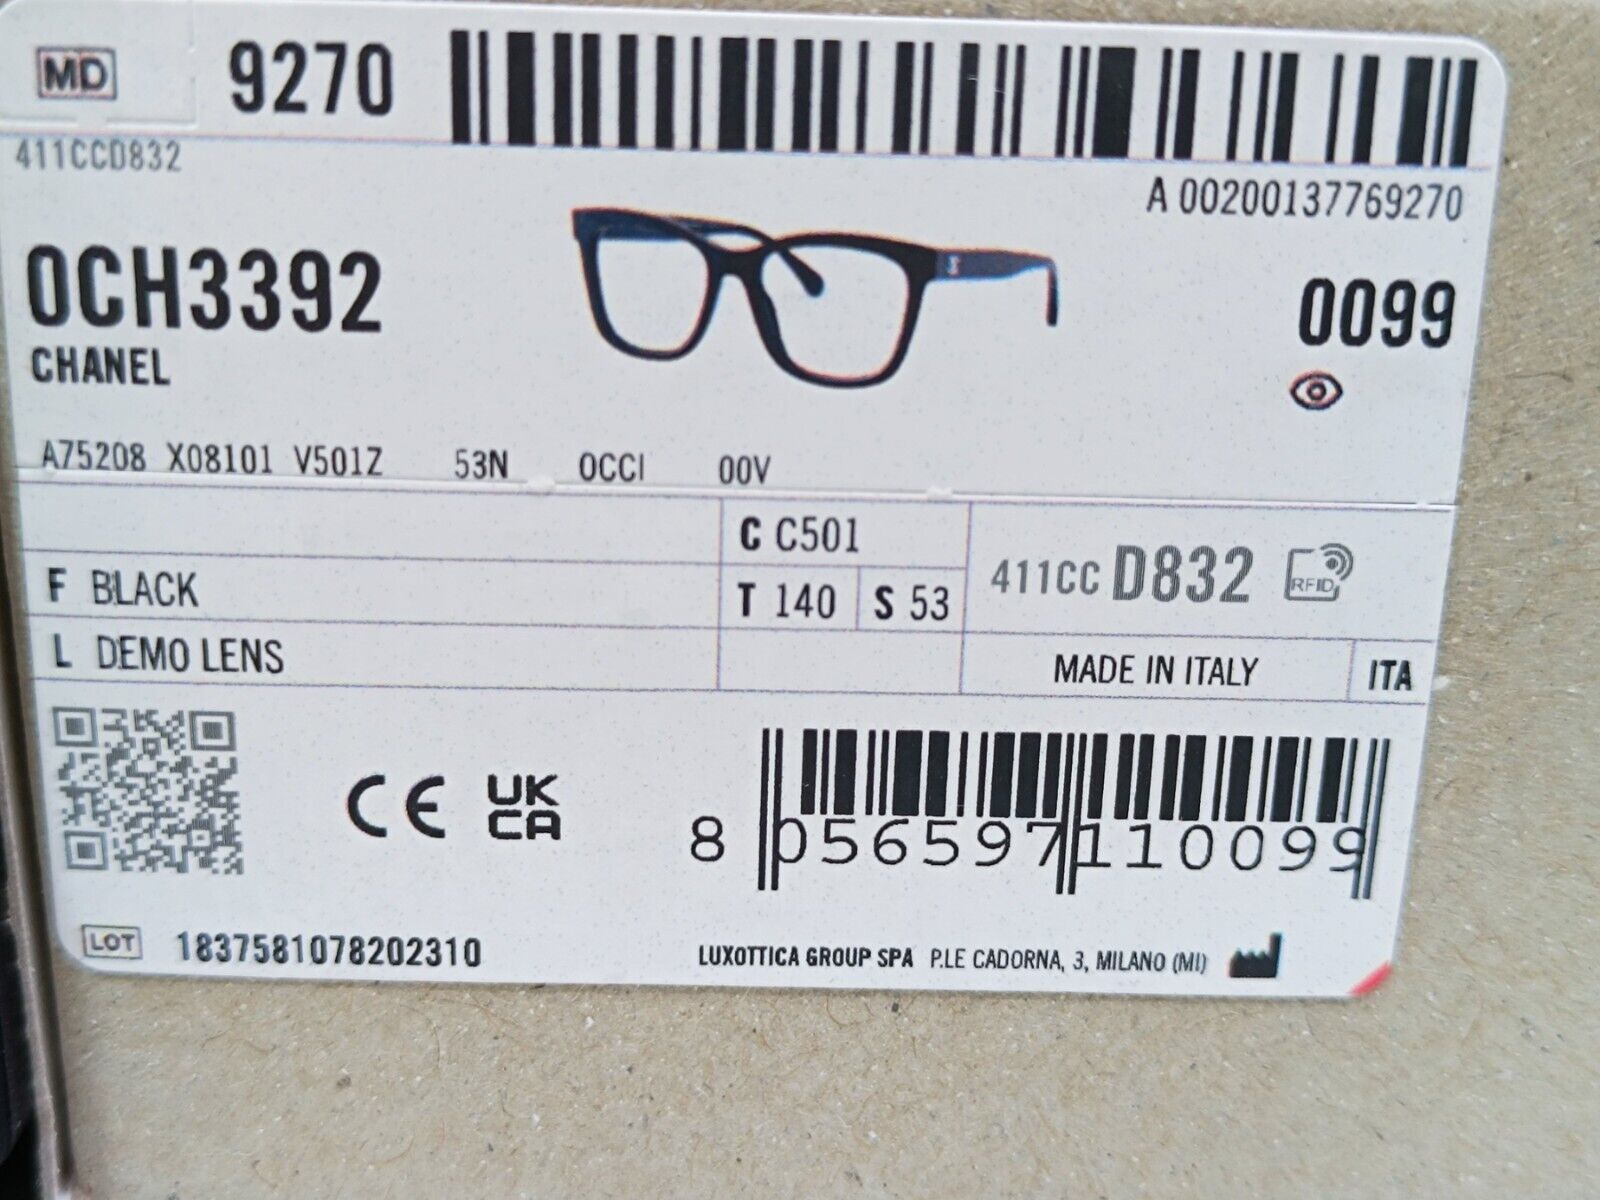 MD 9270
411CCD832
A 00200137769270
0CH3392
0099
CHANEL
A75208 X08101 V501Z 53N OCCI 00V
C C501
F BLACK
T 140 S 53
411CC D832 RFID
L DEMO LENS
MADE IN ITALY ITA
CE UK CA
8 056597 110099
LOT 1837581078202310
LUXOTTICA GROUP SPA P.LE CADORNA, 3, MILANO (MI)